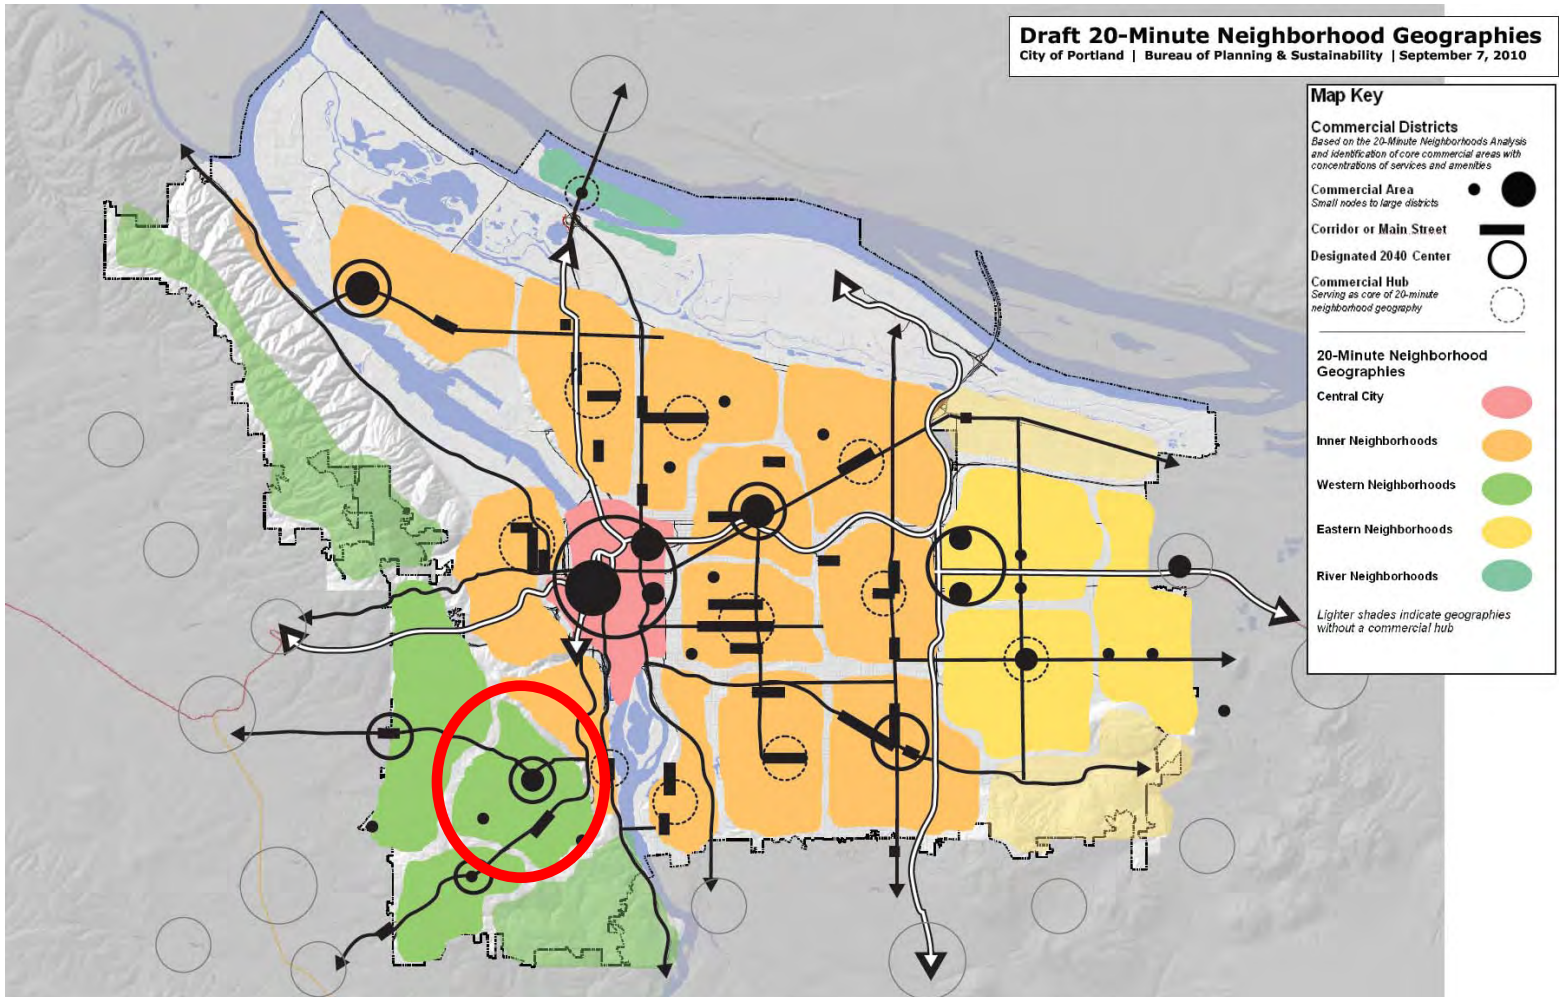 Draft 20-Minute Neighborhood Geographies
City of Portland | Bureau of Planning & Sustainability | September 7, 2010
Map Key
Commercial Districts
Based on the 20-Minute Neighborhoods Analysis
and identification of core commercial areas with
concentrations of services and amenities
Commercial Area
Small nodes to large districts
Corridor or Main Street
Designated 2040 Center
Commercial Hub
Serving as core of 20-minute
neighborhood geography
20-Minute Neighborhood
Geographies
Central City
Inner Neighborhoods
Western Neighborhoods
Eastern Neighborhoods
River Neighborhoods
Lighter shades indicate geographies
without a commercial hub